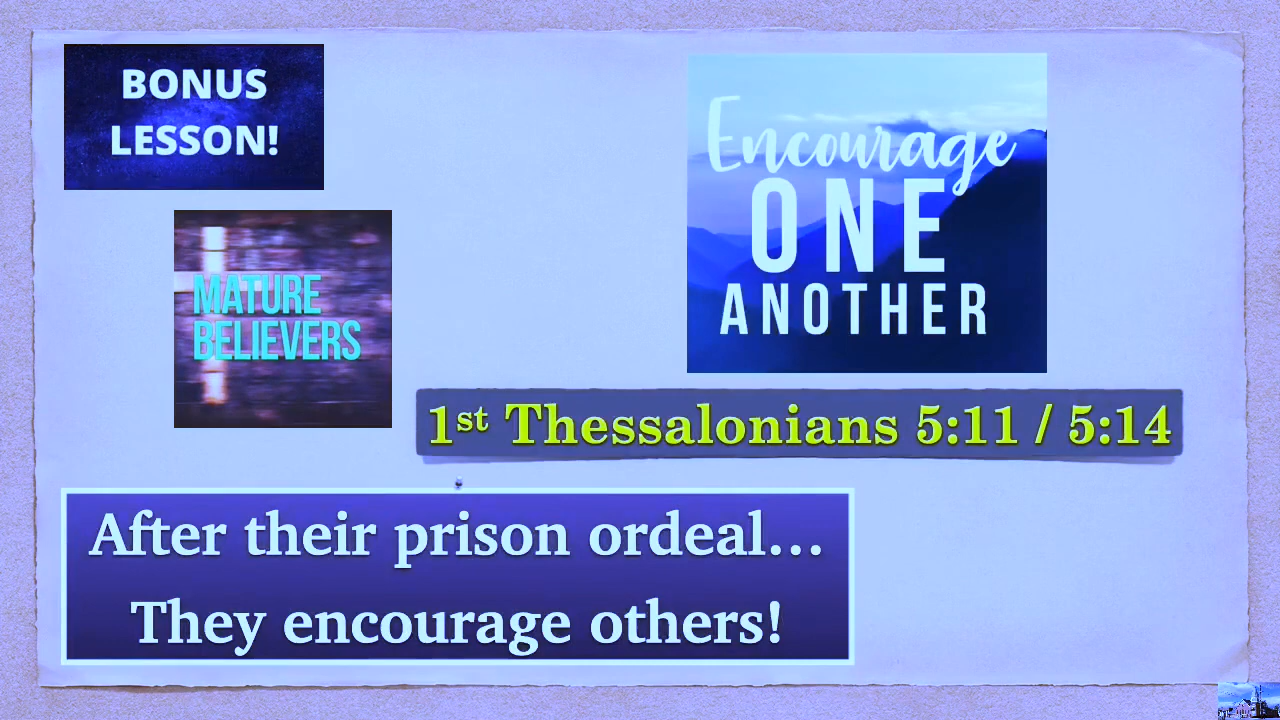 BONUS
LESSON!
Encourage
ONE
ANOTHER
MATURE
BELIEVERS
1st Thessalonians 5:11 / 5:14
After their prison ordeal…
They encourage others!